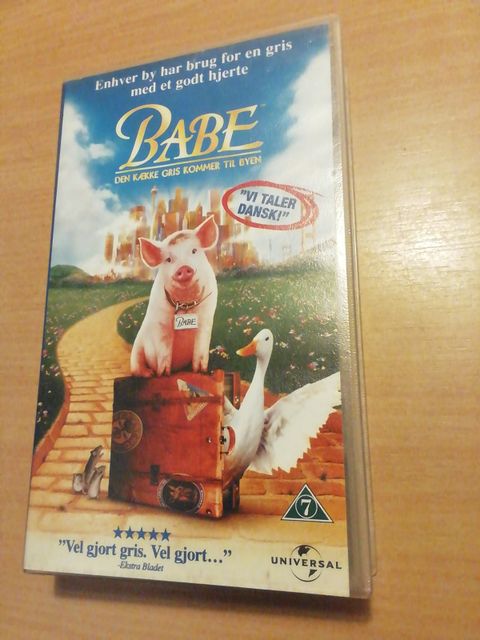 Enhver by har brug for en gris
med et godt hjerte
BABE™
DEN KÆKKE GRIS KOMMER TIL BYEN
"VI TALER
DANSK!"
BABE
7
★★★★★
"Vel gjort gris. Vel gjort..."
-Ekstra Bladet
UNIVERSAL